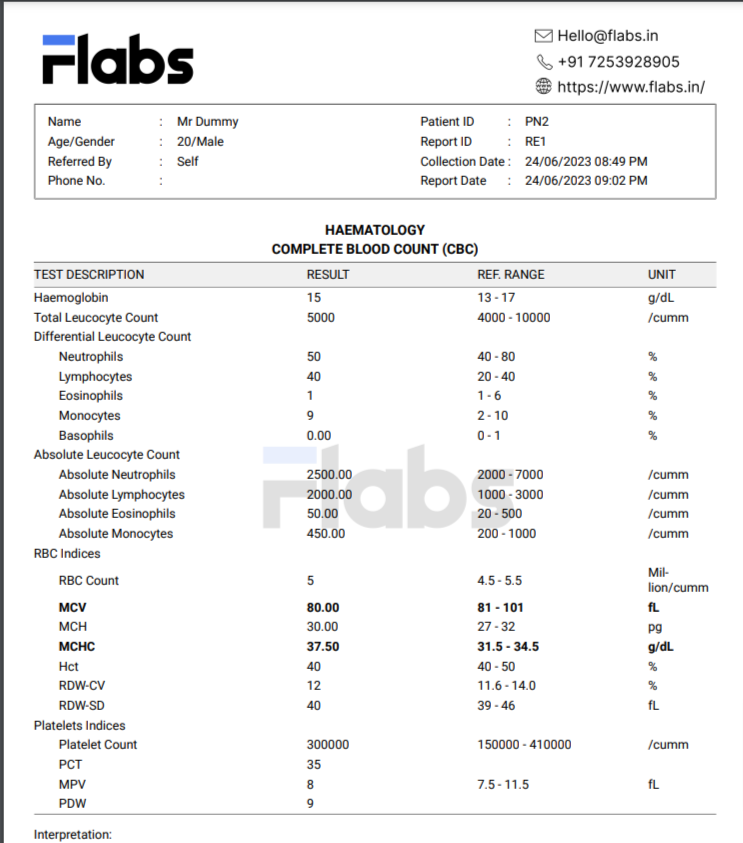 Flabs
Hello@flabs.in
+91 7253928905
https://www.flabs.in/
Name : Mr Dummy Patient ID : PN2
Age/Gender : 20/Male Report ID : RE1
Referred By : Self Collection Date : 24/06/2023 08:49 PM
Phone No. : Report Date : 24/06/2023 09:02 PM
HAEMATOLOGY
COMPLETE BLOOD COUNT (CBC)
TEST DESCRIPTION RESULT REF. RANGE UNIT
Haemoglobin 15 13 - 17 g/dL
Total Leucocyte Count 5000 4000 - 10000 /cumm
Differential Leucocyte Count
Neutrophils 50 40 - 80 %
Lymphocytes 40 20 - 40 %
Eosinophils 1 1 - 6 %
Monocytes 9 2 - 10 %
Basophils 0.00 0 - 1 %
Absolute Leucocyte Count
Absolute Neutrophils 2500.00 2000 - 7000 /cumm
Absolute Lymphocytes 2000.00 1000 - 3000 /cumm
Absolute Eosinophils 50.00 20 - 500 /cumm
Absolute Monocytes 450.00 200 - 1000 /cumm
Flabs
RBC Indices
RBC Count 5 4.5 - 5.5 Mil-
lion/cumm
MCV 80.00 81 - 101 fL
MCH 30.00 27 - 32 pg
MCHC 37.50 31.5 - 34.5 g/dL
Hct 40 40 - 50 %
RDW-CV 12 11.6 - 14.0 %
RDW-SD 40 39 - 46 fL
Platelets Indices
Platelet Count 300000 150000 - 410000 /cumm
PCT 35
MPV 8 7.5 - 11.5 fL
PDW 9
Interpretation: